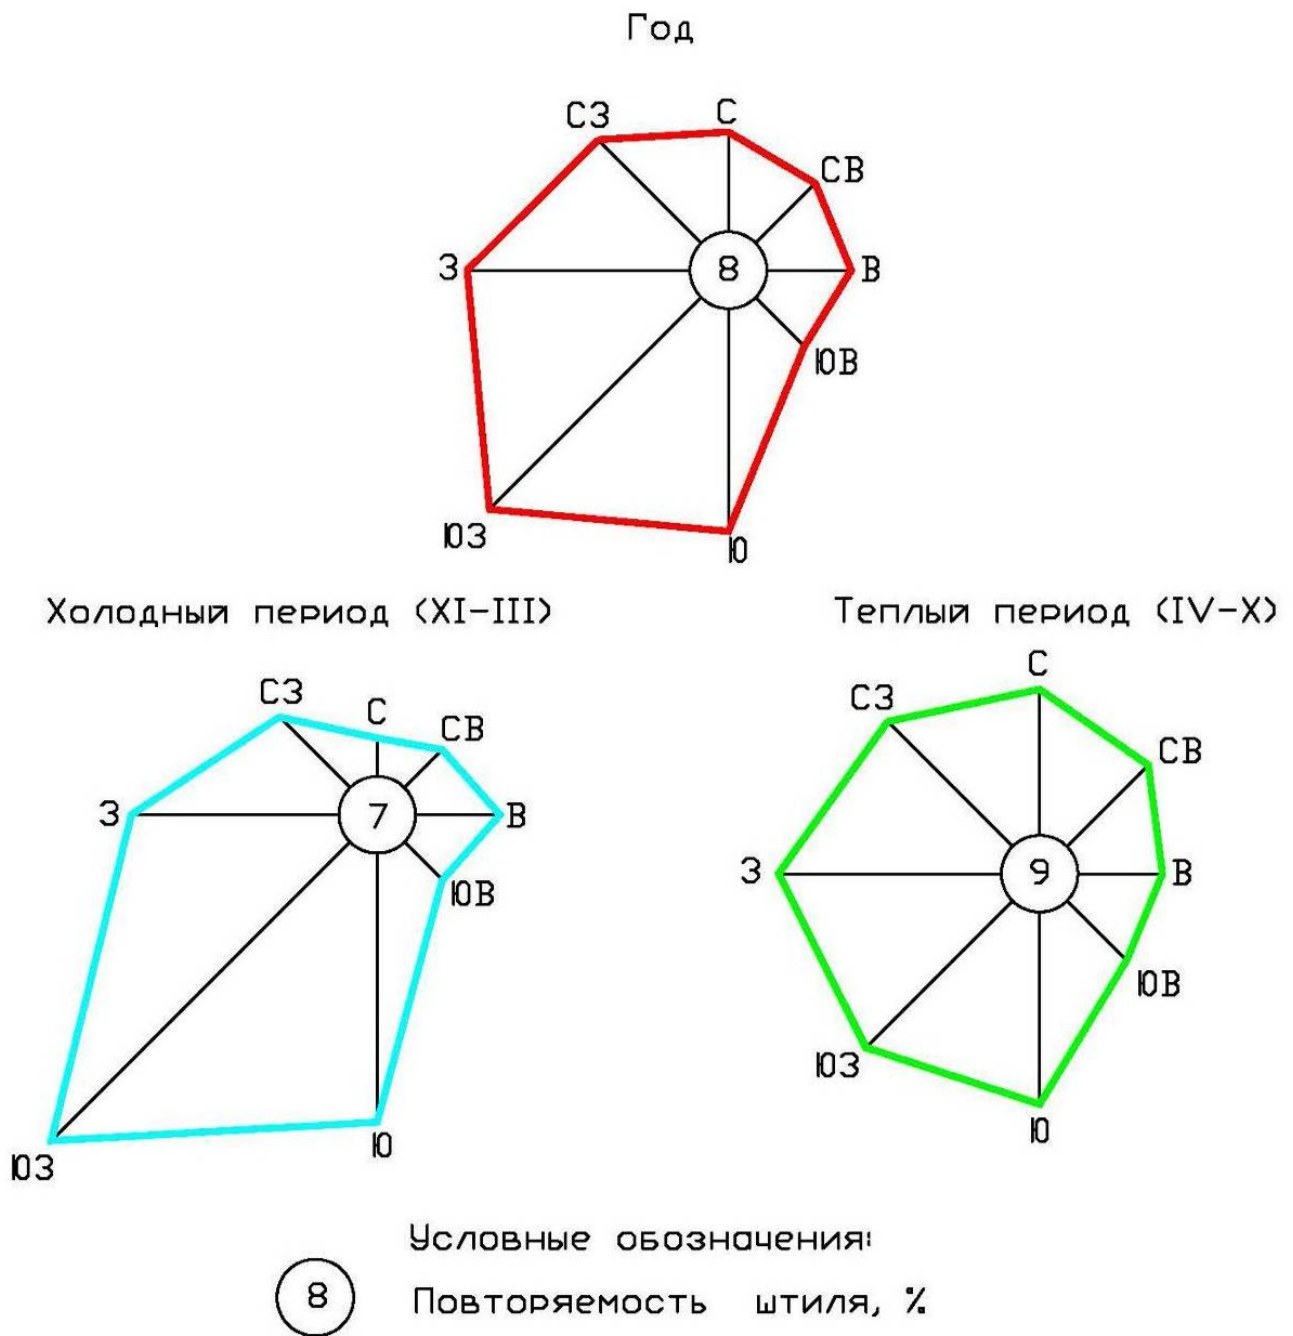 Год
СЗ
С
СВ
З
8
В
ЮВ
ЮЗ
Ю
Холодный период (XI-III)
СЗ
С
СВ
З
7
В
ЮВ
Ю
ЮЗ
Теплый период (IV-X)
С
СЗ
СВ
З
9
В
ЮВ
ЮЗ
Ю
Условные обозначения:
8 Повторяемость штиля, %